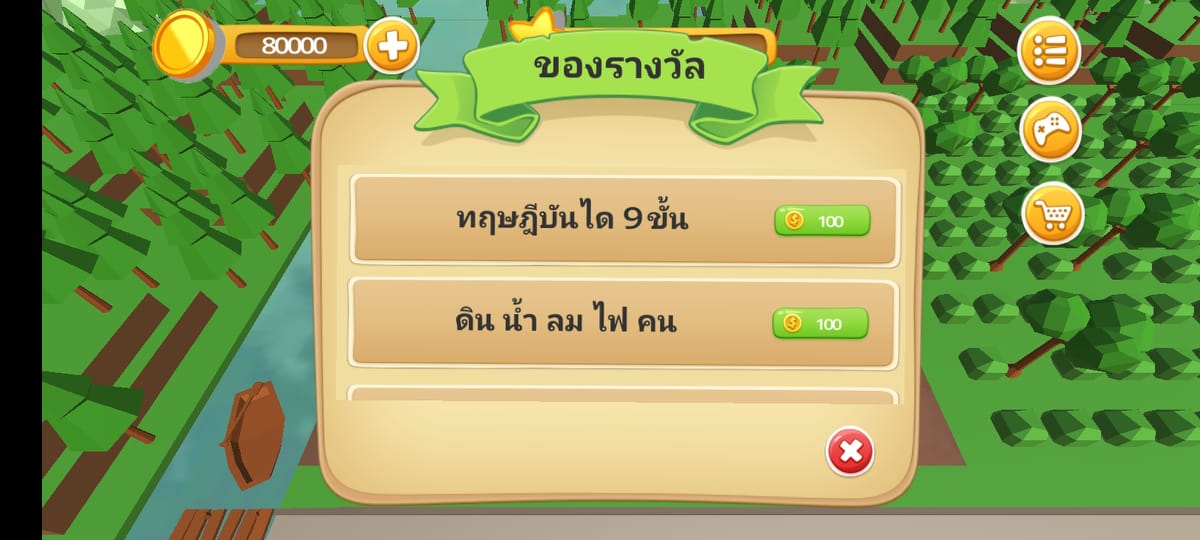 80000
ของรางวัล
ทฤษฎีบันได 9 ขั้น
100
ดิน น้ำ ลม ไฟ คน
100